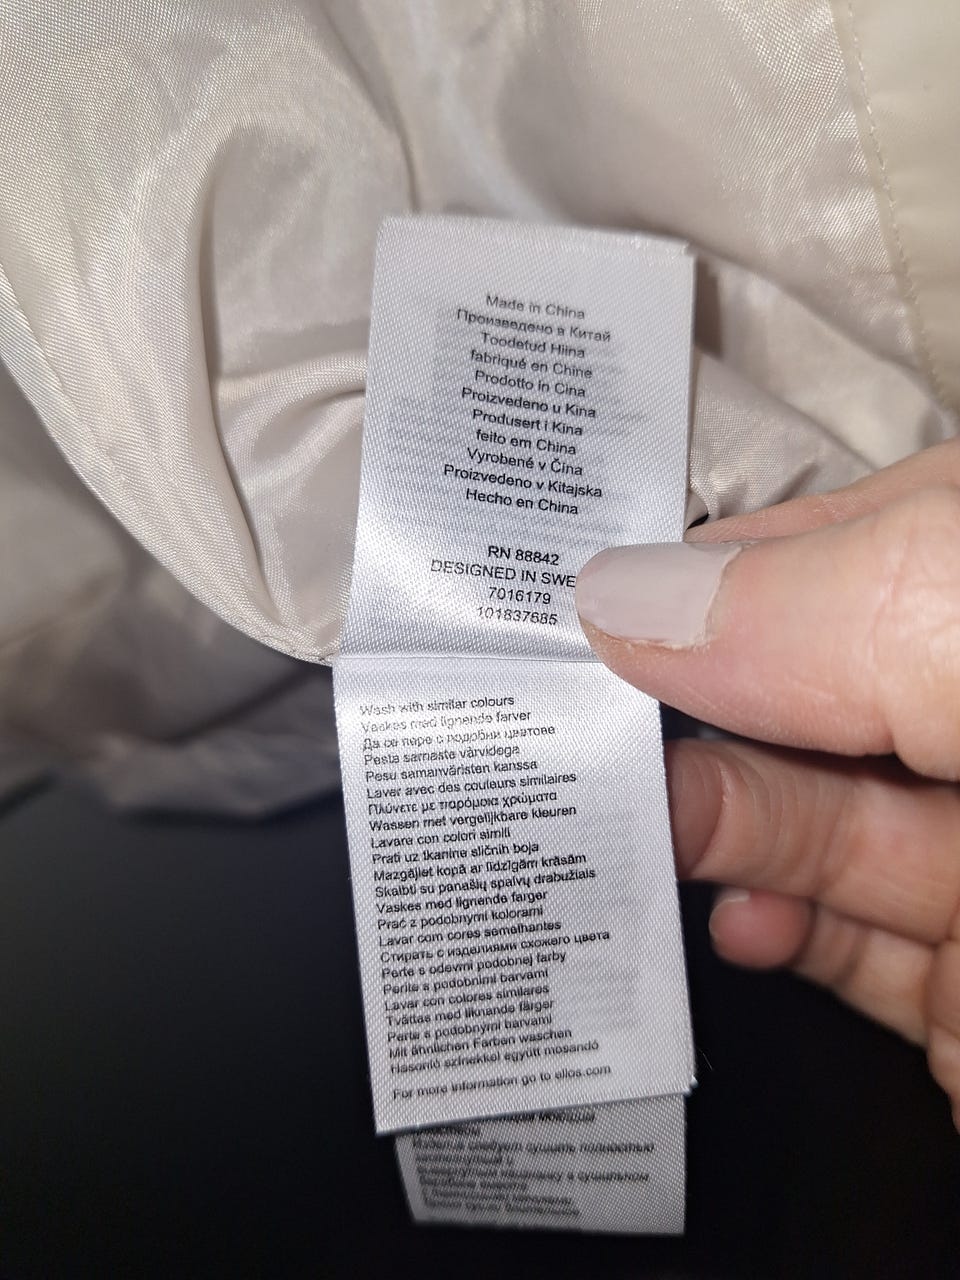 Made in China
Произведено в Китай
Toodetud Hiina
fabriqué en Chine
Prodotto in Cina
Proizvedeno u Kina
Produsert i Kina
feito em China
Vyrobené v Čina
Proizvedeno v Kitajska
Hecho en China
RN 88842
DESIGNED IN SWE
7016179
101837685
Wash with similar colours
Vaskes med lignende farver
Да се пере с подобни цветове
Pesta samaste värvidega
Pesu samanväristen kanssa
Laver avec des couleurs similaires
Πλύνετε με παρόμοια χρώματα
Wassen met vergelijkbare kleuren
Lavare con colori simili
Prati uz tkanine sličnih boja
Mazgājiet kopā ar līdzīgām krāsām
Skalbti su panašių spalvų drabužiais
Vaskes med lignende farger
Prać z podobnymi kolorami
Lavar com cores semelhantes
Стирать с изделиями схожего цвета
Perte s odevmi podobnej farby
Perite s podobnimi barvami
Lavar con colores similares
Tvättas med liknande färger
Perte s podobnými barvami
Mit ähnlichen Farben waschen
Hasonló színekkel együtt mosandó
For more information go to ellos.com
сушить полностью